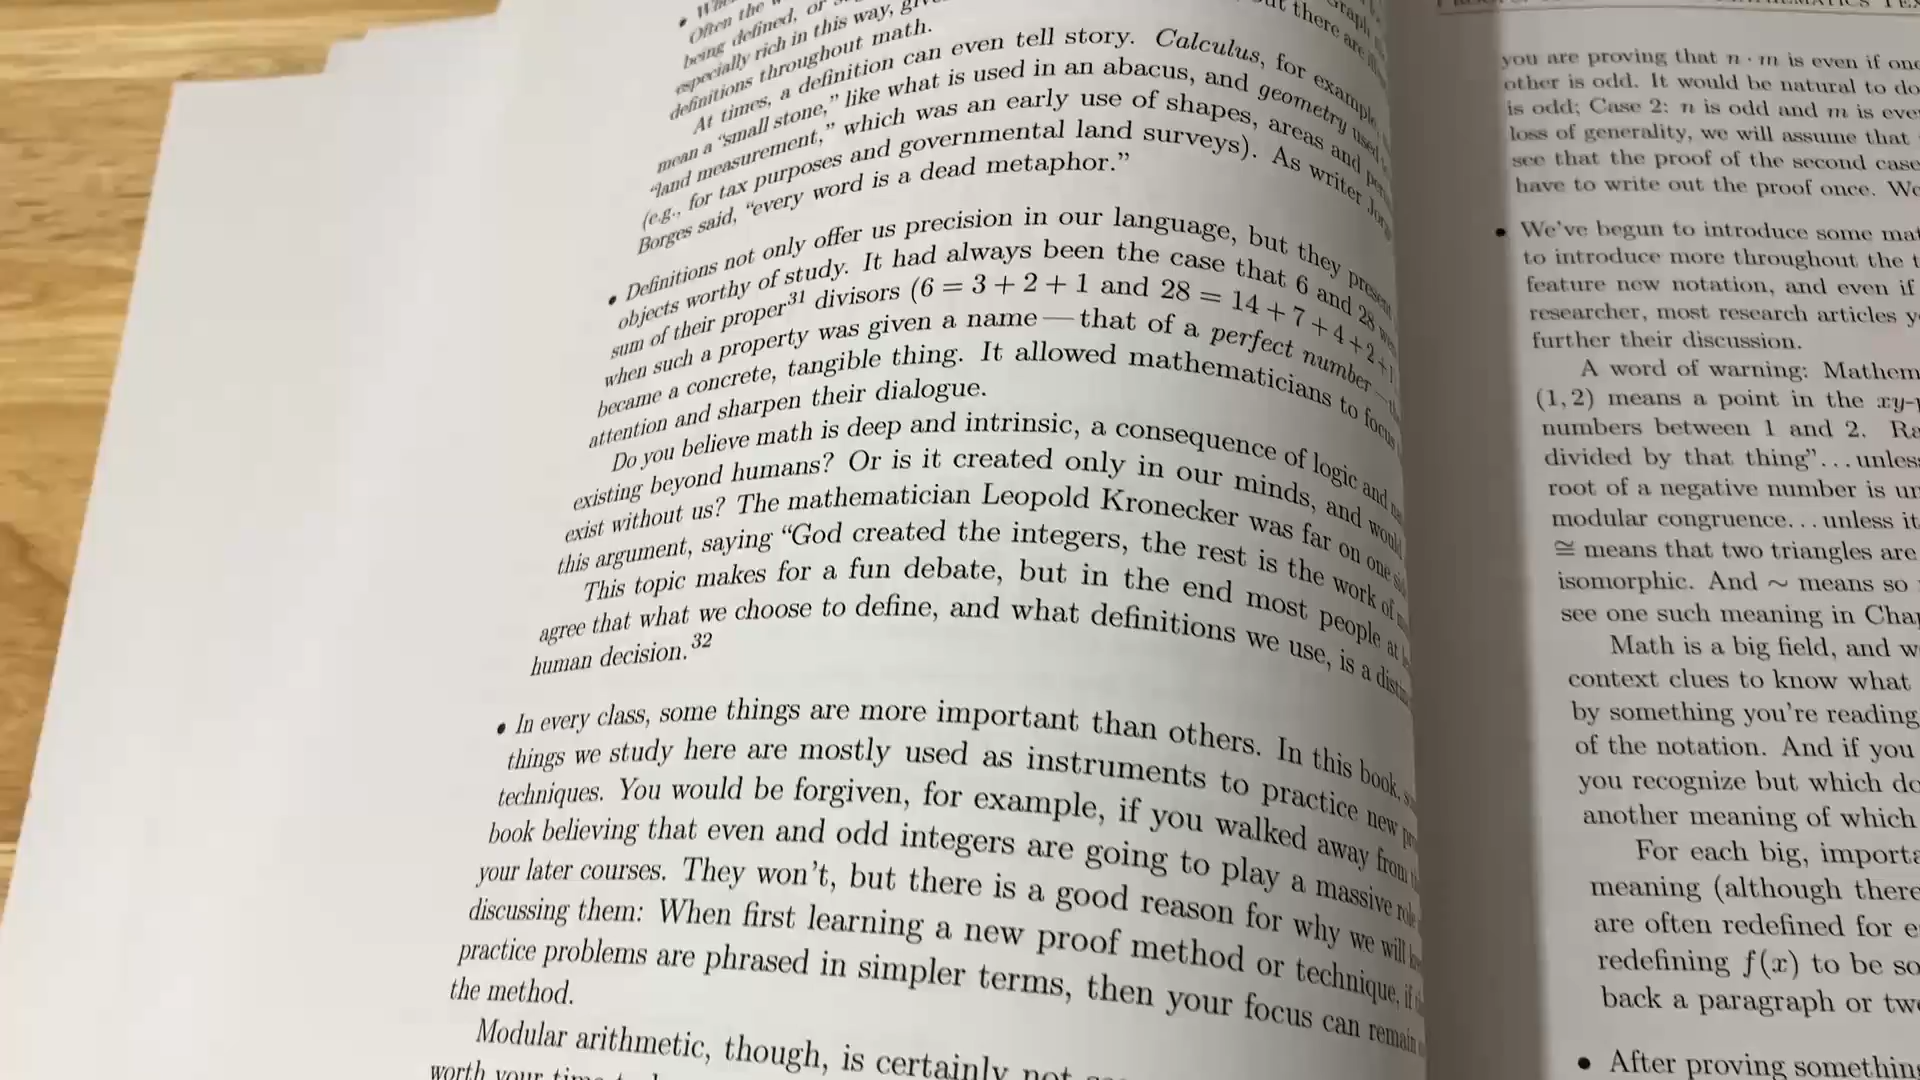 Often the
being defined, or
especially rich in this way,
definitions throughout math.
At times, a definition can even tell story. Calculus, for example,
mean a “small stone,” like what is used in an abacus, and geometry used
“land measurement,” which was an early use of shapes, areas and
(e.g., for tax purposes and governmental land surveys). As writer
Borges said, “every word is a dead metaphor.”
• Definitions not only offer us precision in our language, but they present
objects worthy of study. It had always been the case that 6 and 28
sum of their proper31 divisors (6 = 3 + 2 + 1 and 28 = 14 + 7 + 4 + 2 + 1
when such a property was given a name — that of a perfect number —
became a concrete, tangible thing. It allowed mathematicians to focus
attention and sharpen their dialogue.
Do you believe math is deep and intrinsic, a consequence of logic and
existing beyond humans? Or is it created only in our minds, and would
exist without us? The mathematician Leopold Kronecker was far on one
this argument, saying “God created the integers, the rest is the work of
This topic makes for a fun debate, but in the end most people at
agree that what we choose to define, and what definitions we use, is a
human decision.32
• In every class, some things are more important than others. In this book,
things we study here are mostly used as instruments to practice new
techniques. You would be forgiven, for example, if you walked away from
book believing that even and odd integers are going to play a massive
your later courses. They won’t, but there is a good reason for why we will
discussing them: When first learning a new proof method or technique, if
practice problems are phrased in simpler terms, then your focus can remain
the method.
Modular arithmetic, though, is certainly not
worth your time
you are proving that n · m is even if one
other is odd. It would be natural to do
is odd; Case 2: n is odd and m is
loss of generality, we will assume that
see that the proof of the second case
have to write out the proof once.
• We’ve begun to introduce some
to introduce more throughout the
feature new notation, and even if
researcher, most research articles
further their discussion.
A word of warning:
(1, 2) means a point in the
numbers between 1 and 2.
divided by that thing” . . . unless
root of a negative number is
modular congruence. . . unless it
≅ means that two triangles are
isomorphic. And ∼ means so
see one such meaning in
Math is a big field, and
context clues to know what
by something you’re reading
of the notation. And if you
you recognize but which
another meaning of which
For each big,
meaning (although there
are often redefined for
redefining f(x) to be
back a paragraph or
• After proving